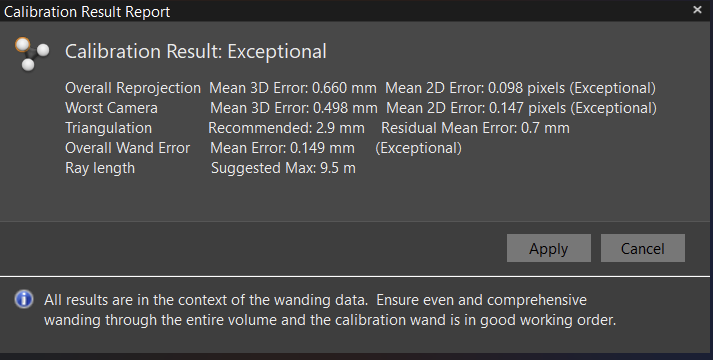 Calibration Result Report
Calibration Result: Exceptional
Overall Reprojection Mean 3D Error: 0.660 mm Mean 2D Error: 0.098 pixels (Exceptional)
Worst Camera Mean 3D Error: 0.498 mm Mean 2D Error: 0.147 pixels (Exceptional)
Triangulation Recommended: 2.9 mm Residual Mean Error: 0.7 mm
Overall Wand Error Mean Error: 0.149 mm (Exceptional)
Ray length Suggested Max: 9.5 m
Apply Cancel
All results are in the context of the wanding data. Ensure even and comprehensive
wanding through the entire volume and the calibration wand is in good working order.